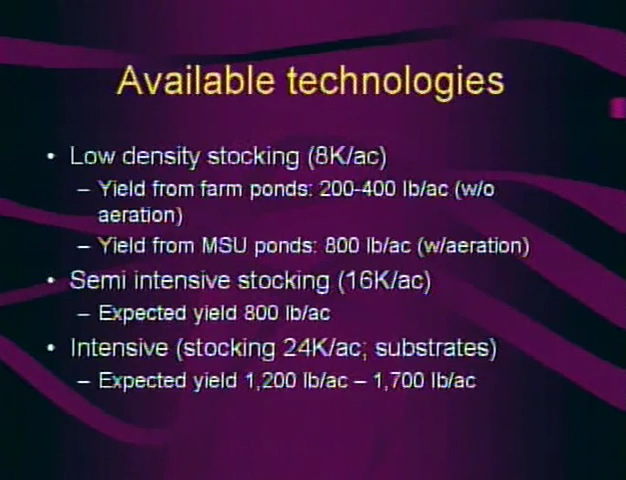 Available technologies
• Low density stocking (8K/ac)
– Yield from farm ponds: 200-400 lb/ac (w/o
aeration)
– Yield from MSU ponds: 800 lb/ac (w/aeration)
• Semi intensive stocking (16K/ac)
– Expected yield 800 lb/ac
• Intensive (stocking 24K/ac; substrates)
– Expected yield 1,200 lb/ac – 1,700 lb/ac